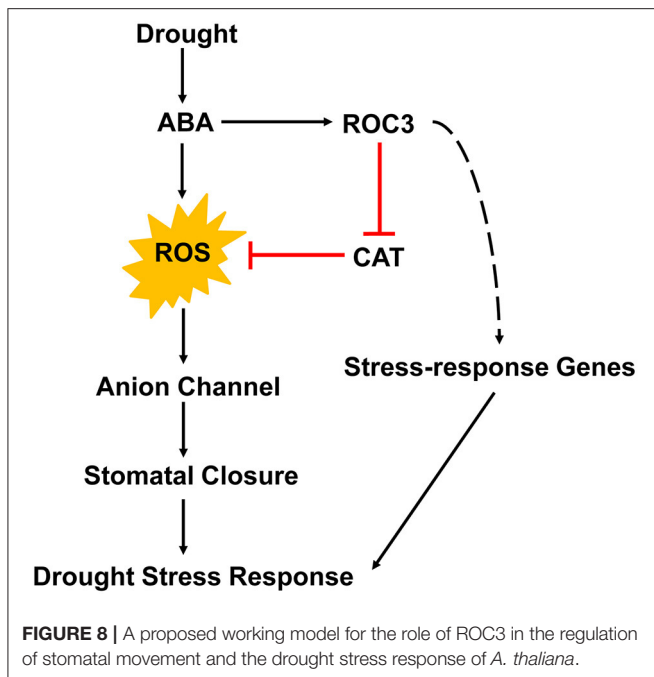 Drought
ABA
ROC3
ROS
CAT
Stress-response Genes
Anion Channel
Stomatal Closure
Drought Stress Response
FIGURE 8 | A proposed working model for the role of ROC3 in the regulation
of stomatal movement and the drought stress response of A. thaliana.